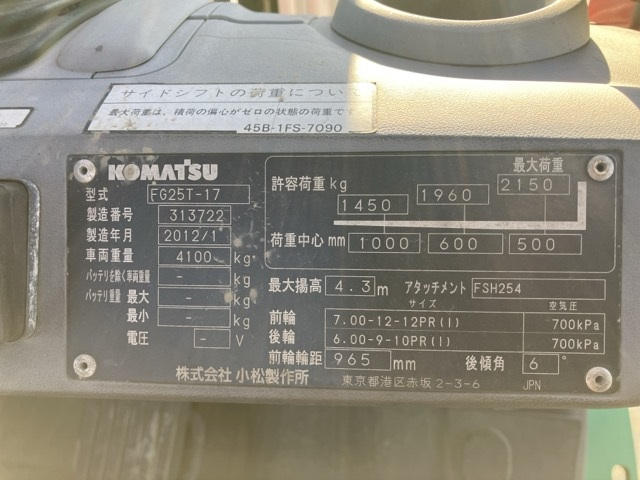 サイドシフトの荷重につい
最大荷重は、積荷の偏心がゼロの状態の荷重で
45B-1FS-7090
KOMATSU
型式 FG25T-17
製造番号 313722
製造年月 2012/1
車両重量 4100 kg
バッテリを除く車両重量 - kg
バッテリ重量 最大 - kg
最小 - kg
電圧 - V
株式会社 小松製作所
最大荷重
許容荷重 kg 1450 1960 2150
荷重中心 mm 1000 600 500
最大揚高 4.3 m アタッチメント FSH254
サイズ 空気圧
前輪 7.00-12-12PR(I) 700kPa
後輪 6.00-9-10PR(I) 700kPa
前輪輪距 965 mm 後傾角 6 °
東京都港区赤坂2-3-6 JPN